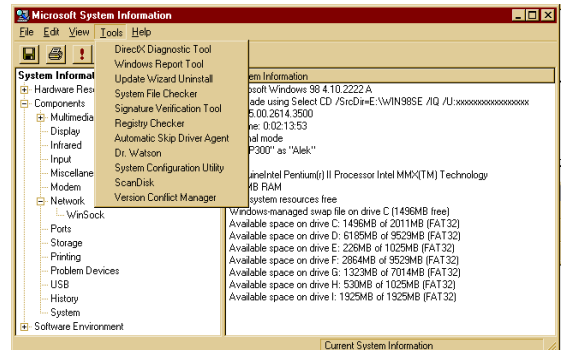 Microsoft System Information
File Edit View Tools Help
DirectX Diagnostic Tool
Windows Report Tool
Update Wizard Uninstall
System File Checker
Signature Verification Tool
Registry Checker
Automatic Skip Driver Agent
Dr. Watson
System Configuration Utility
ScanDisk
Version Conflict Manager
System Informat
Hardware Res
Components
Multimedia
Display
Infrared
Input
Miscellane
Modem
Network
WinSock
Ports
Storage
Printing
Problem Devices
USB
History
System
Software Environment
em Information
osoft Windows 98 4.10.2222 A
ade using Select CD /SrcDir=E:\WIN98SE /IQ /U:xxxxxxxxxxxxxxxxx
5.00.2614.3500
me: 0:02:13:53
al mode
P300" as "Alek"
uineIntel Pentium(r) II Processor Intel MMX(TM) Technology
MB RAM
system resources free
Windows-managed swap file on drive C (1496MB free)
Available space on drive C: 1496MB of 2011MB (FAT32)
Available space on drive D: 6185MB of 9529MB (FAT32)
Available space on drive E: 226MB of 1025MB (FAT32)
Available space on drive F: 2864MB of 9529MB (FAT32)
Available space on drive G: 1323MB of 7014MB (FAT32)
Available space on drive H: 530MB of 1025MB (FAT32)
Available space on drive I: 1925MB of 1925MB (FAT32)
Current System Information